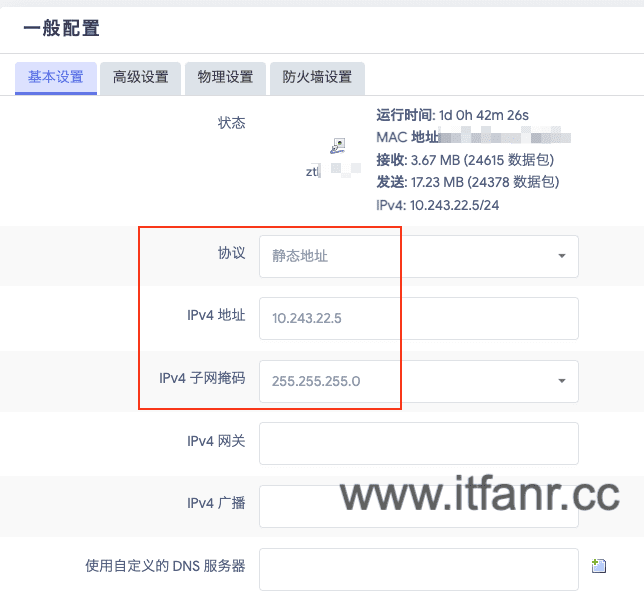 一般配置
基本设置 高级设置 物理设置 防火墙设置
状态
运行时间: 1d 0h 42m 26s
MAC 地址
接收: 3.67 MB (24615 数据包)
发送: 17.23 MB (24378 数据包)
IPv4: 10.243.22.5/24
协议 静态地址
IPv4 地址 10.243.22.5
IPv4 子网掩码 255.255.255.0
IPv4 网关
IPv4 广播
www.itfanr.cc
使用自定义的 DNS 服务器